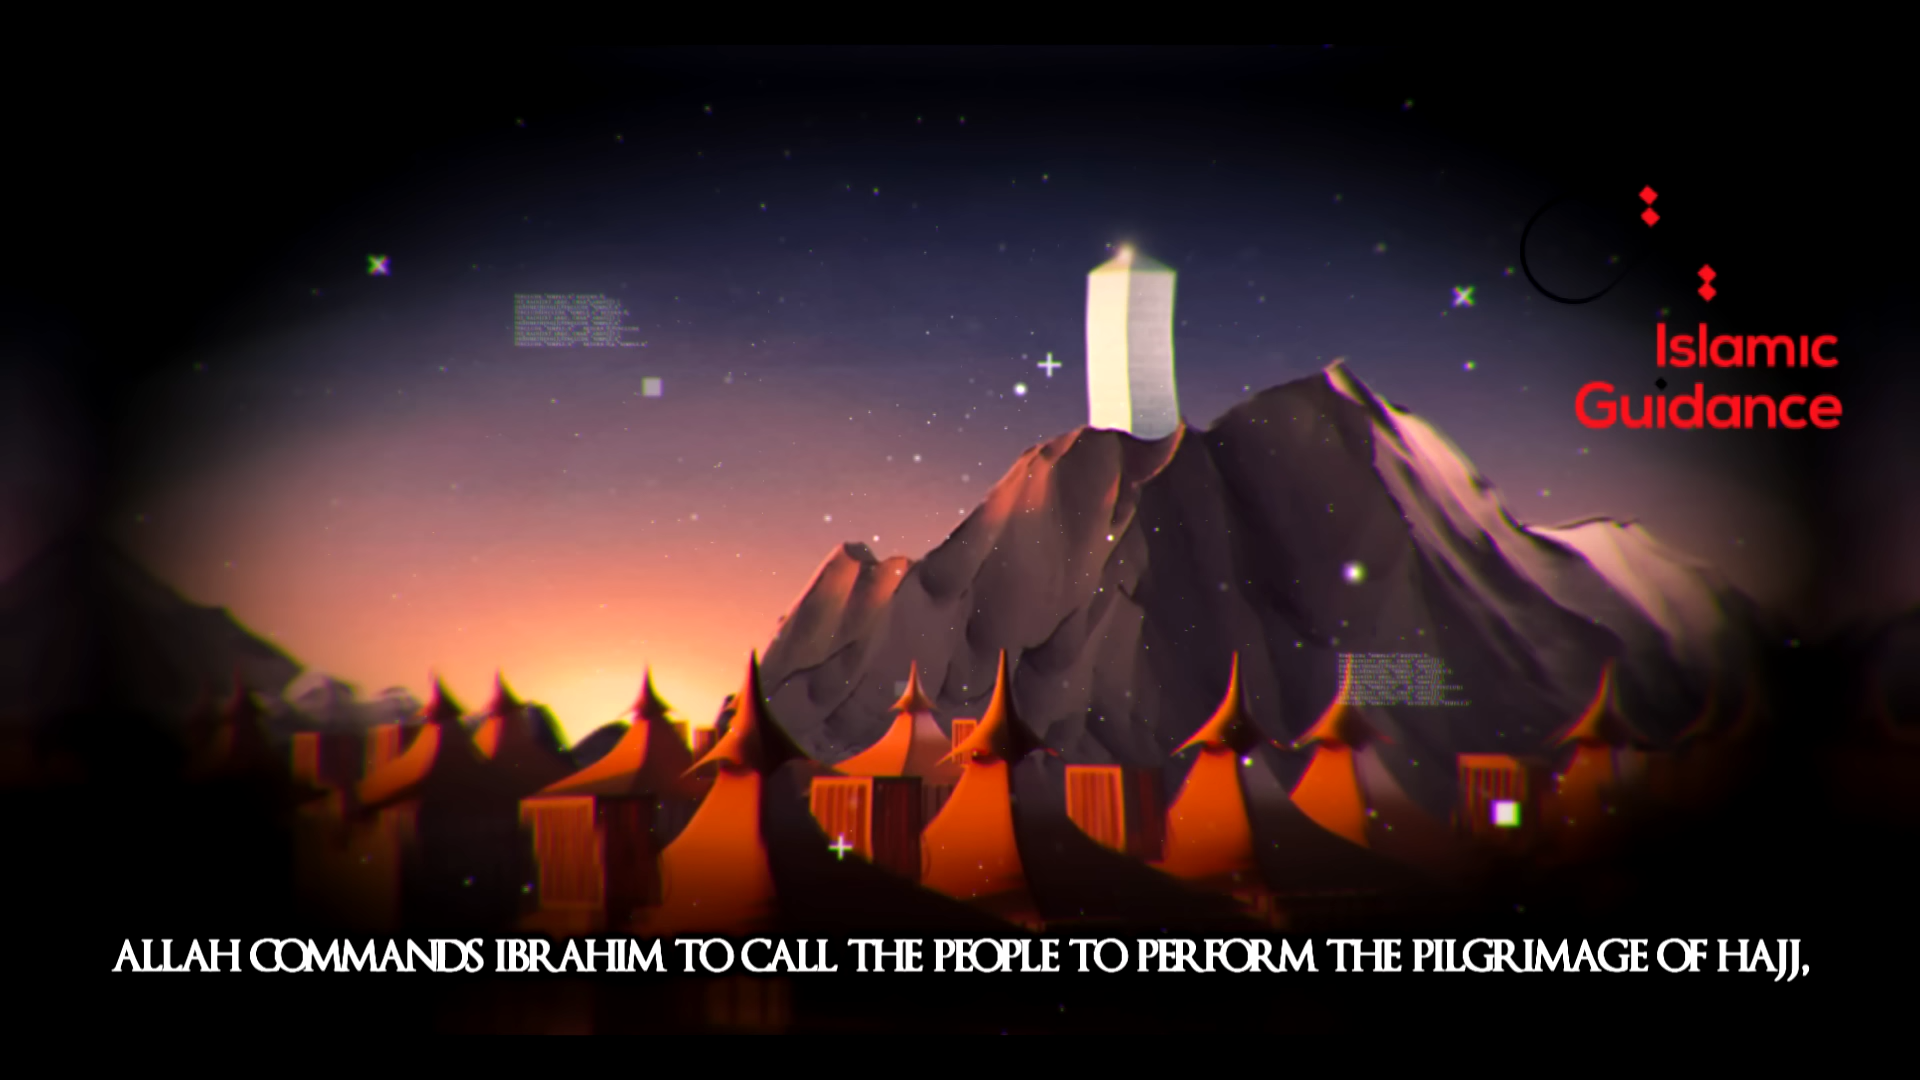 Islamic
Guidance
ALLAH COMMANDS IBRAHIM TO CALL THE PEOPLE TO PERFORM THE PILGRIMAGE OF HAJJ,